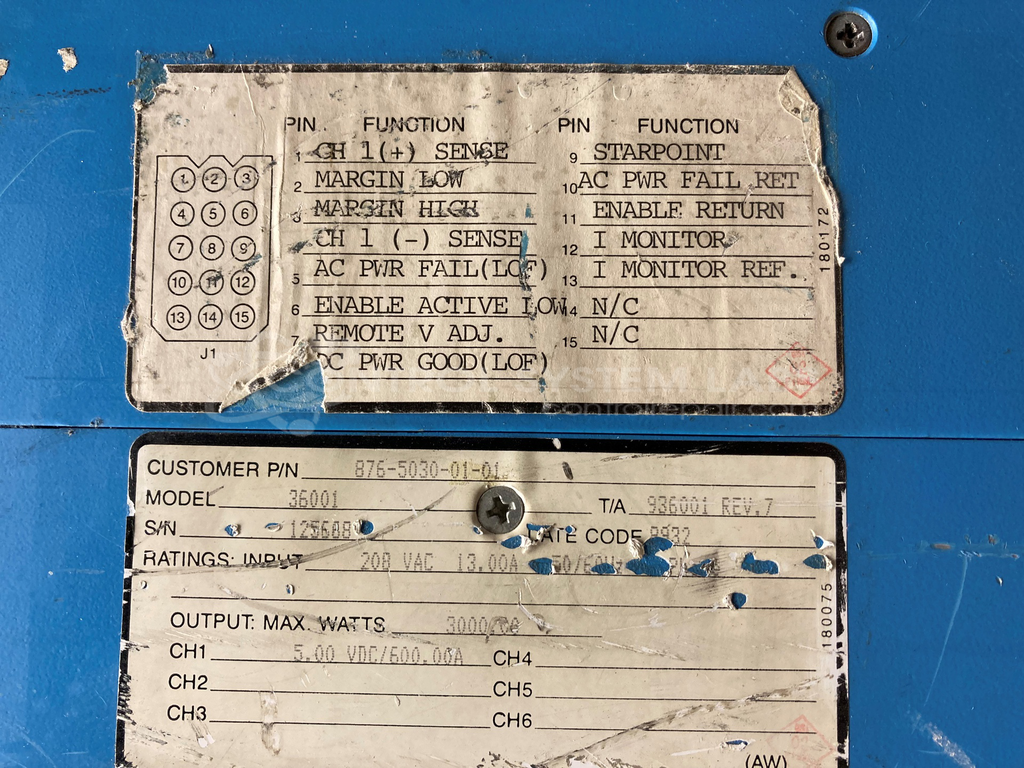 PIN FUNCTION PIN FUNCTION
1 CH 1(+) SENSE 9 STARPOINT
2 MARGIN LOW 10 AC PWR FAIL RET
3 MARGIN HIGH 11 ENABLE RETURN
CH 1 (-) SENSE 12 I MONITOR
5 AC PWR FAIL(LOF) 13 I MONITOR REF.
6 ENABLE ACTIVE LOW 14 N/C
7 REMOTE V ADJ. 15 N/C
DC PWR GOOD(LOF)
1 2 3
4 5 6
7 8 9
10 11 12
13 14 15
J1
180172
controlrepair.com
CUSTOMER P/N 876-5030-01-01
MODEL 36001 T/A 936001 REV.7
S/N 125688 DATE CODE
RATINGS: INPUT 208 VAC 13.00A
OUTPUT: MAX. WATTS
CH1 5.00 VDC/600.00A CH4
CH2 CH5
CH3 CH6
180075
(AW)